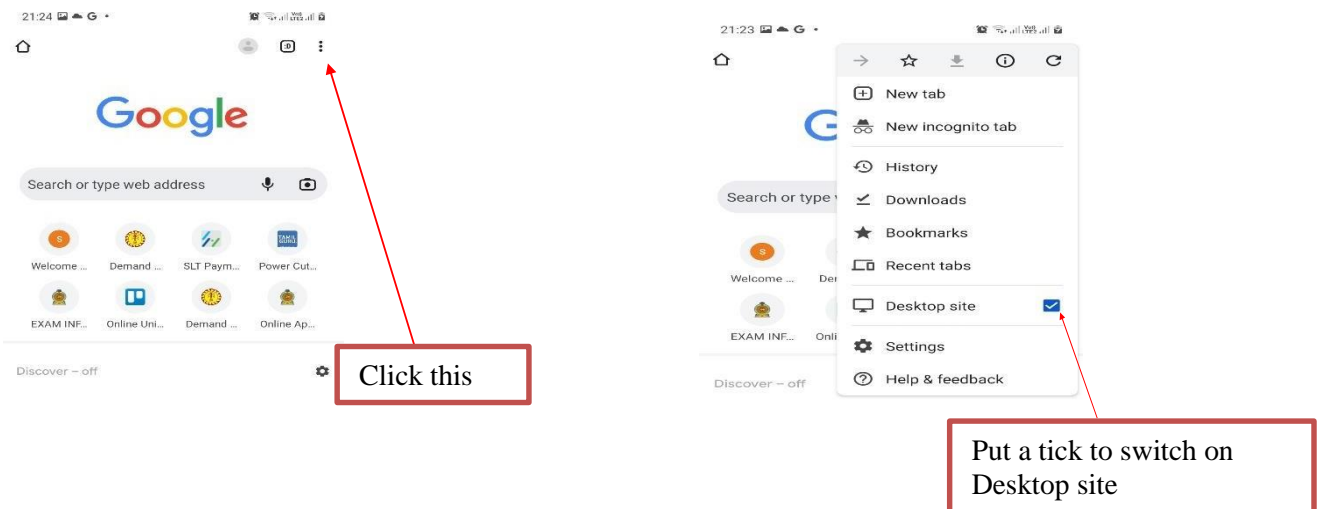 21:24 G
:D
Google
Search or type web address
S
Welcome ...
Demand ...
SLT Paym...
Power Cut...
EXAM INF...
Online Uni...
Demand ...
Online Ap...
Discover – off
Click this
21:23 G
G
Search or type
S
Welcome ...
Der
EXAM INF...
Onli
Discover – off
New tab
New incognito tab
History
Downloads
Bookmarks
Recent tabs
Desktop site
Settings
Help & feedback
Put a tick to switch on
Desktop site